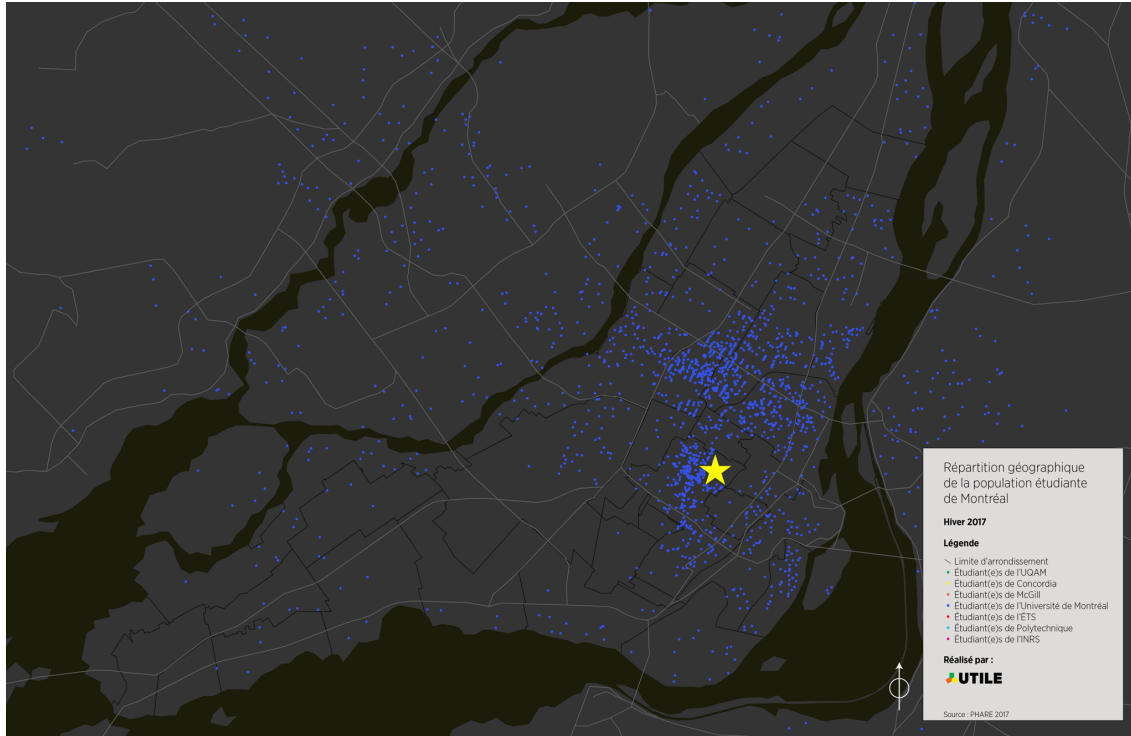 Répartition géographique
de la population étudiante
de Montréal
Hiver 2017
Légende
Limite d'arrondissement
Étudiant(e)s de l'UQAM
Étudiant(e)s de Concordia
Étudiant(e)s de McGill
Étudiant(e)s de l'Université de Montréal
Étudiant(e)s de l'ÉTS
Étudiant(e)s de Polytechnique
Étudiant(e)s de l'INRS
Réalisé par :
UTILE
Source : PHARE 2017